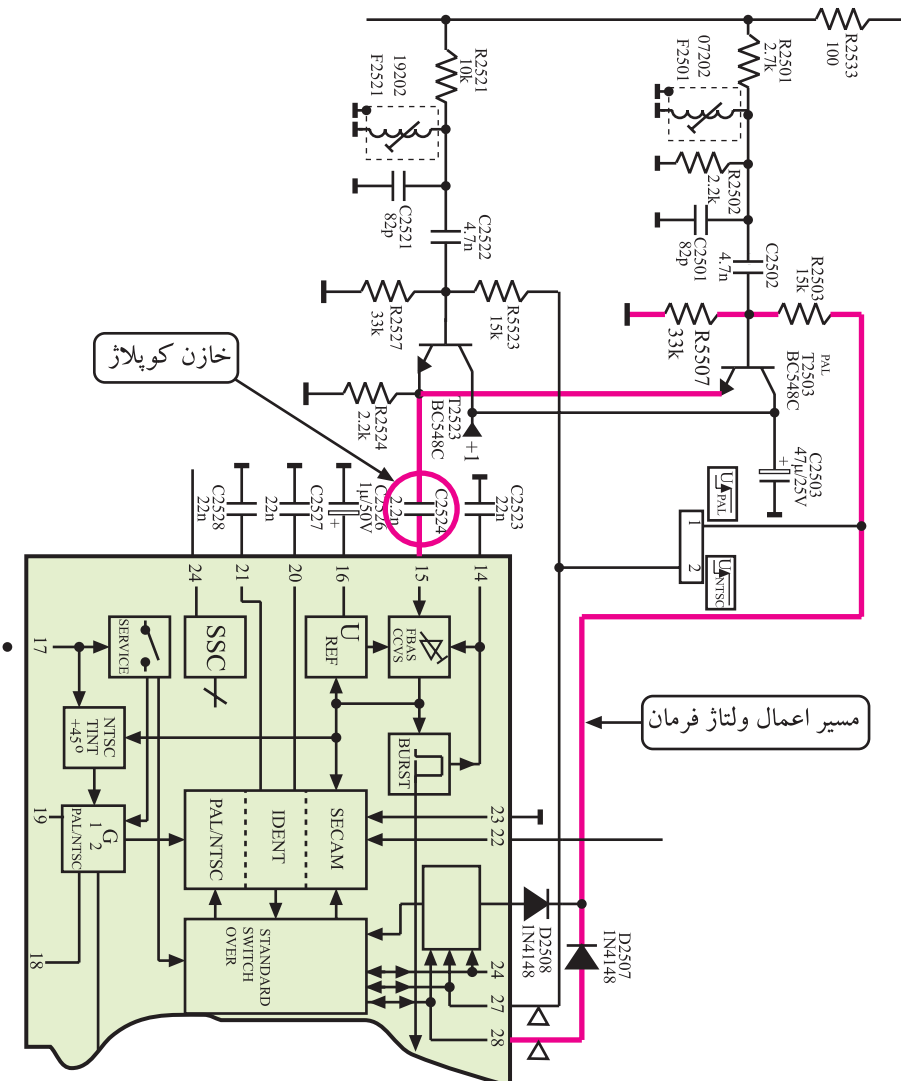 R2533
100
R2501
2.7k
07202
F2501
R2521
10k
19202
F2521
R2502
2.2k
C2501
82p
C2502
4.7n
R2503
15k
C2521
82p
C2522
4.7n
R2527
33k
R5523
15k
R5507
33k
PAL
T2503
BC548C
خازن کوپلاژ
R2524
2.2k
T2523
BC548C
+1
C2503
47µ/25V
+
U
PAL
1
2
U
NTSC
C2528
22n
C2527
22n
C2526
1µ/50V
+
C2524
2.2n
C2523
22n
24
21
20
16
15
14
17
SERVICE
SSC
U
REF
FBAS
CCVS
NTSC
TINT
+45°
BURST
مسیر اعمال ولتاژ فرمان
19
G
1 2
PAL/NTSC
PAL/NTSC
IDENT
SECAM
23
22
18
STANDARD
SWITCH
OVER
D2508
1N4148
D2507
1N4148
24
27
28